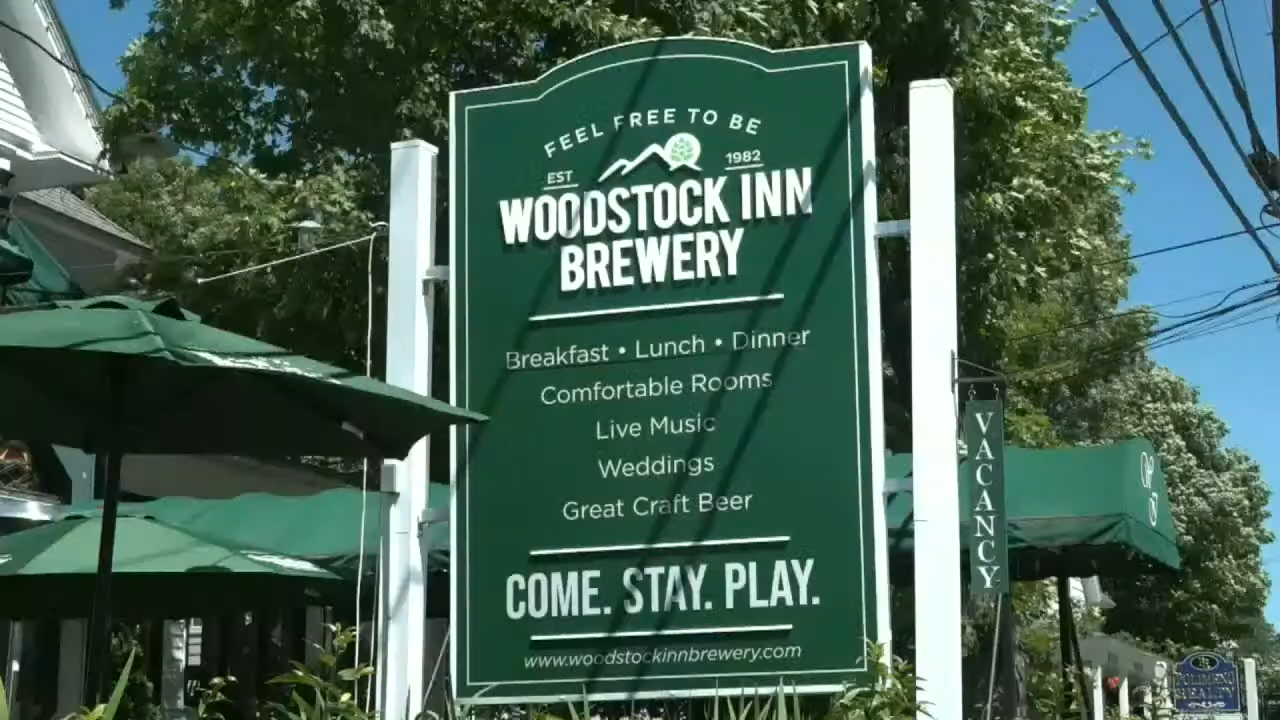 FEEL FREE TO BE
EST 1982
WOODSTOCK INN
BREWERY
Breakfast • Lunch • Dinner
Comfortable Rooms
Live Music
Weddings
Great Craft Beer
COME. STAY. PLAY.
www.woodstockinnbrewery.com
VACANCY
REALTY